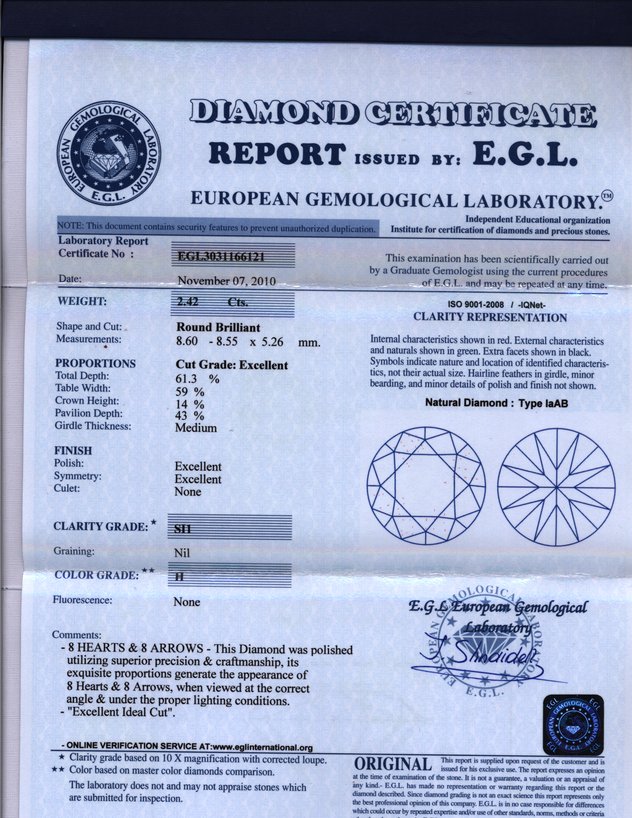 DIAMOND CERTIFICATE
REPORT ISSUED BY: E.G.L.
EUROPEAN GEMOLOGICAL LABORATORY.™
EUROPEAN GEMOLOGICAL LABORATORY
E.G.L.
Independent Educational organization
NOTE: This document contains security features to prevent unauthorized duplication.
Institute for certification of diamonds and precious stones.
Laboratory Report
Certificate No : EGL3031166121
Date: November 07, 2010
WEIGHT: 2.42 Cts.
Shape and Cut: Round Brilliant
Measurements: 8.60 - 8.55 x 5.26 mm.
PROPORTIONS Cut Grade: Excellent
Total Depth: 61.3 %
Table Width: 59 %
Crown Height: 14 %
Pavilion Depth: 43 %
Girdle Thickness: Medium
FINISH
Polish: Excellent
Symmetry: Excellent
Culet: None
CLARITY GRADE: * SI1
Graining: Nil
COLOR GRADE: ** H
Fluorescence: None
Comments:
- 8 HEARTS & 8 ARROWS - This Diamond was polished
utilizing superior precision & craftmanship, its
exquisite proportions generate the appearance of
8 Hearts & 8 Arrows, when viewed at the correct
angle & under the proper lighting conditions.
- "Excellent Ideal Cut".
- ONLINE VERIFICATION SERVICE AT:www.eglinternational.org
* Clarity grade based on 10 X magnification with corrected loupe.
** Color based on master color diamonds comparison.
The laboratory does not and may not appraise stones which
are submitted for inspection.
This examination has been scientifically carried out
by a Graduate Gemologist using the current procedures
of E.G.L. and may be repeated at any time.
ISO 9001-2008 / -IQNet-
CLARITY REPRESENTATION
Internal characteristics shown in red. External characteristics
and naturals shown in green. Extra facets shown in black.
Symbols indicate nature and location of identified characteris-
tics, not their actual size. Hairline feathers in girdle, minor
bearding, and minor details of polish and finish not shown.
Natural Diamond : Type IaAB
E.G.L European Gemological
Laboratory
EUROPEAN GEMOLOGICAL LABORATORY
E.G.L.
EGL EGL
EUROPEAN GEMOLOGICAL LABORATORY
E.G.L.
EGL EGL
ORIGINAL This paper report is supplied upon request of the customer and is
issued for his exclusive use. The report expresses an opinion
at the time of examination of the stone. It is not a guarantee, a valuation or an appraisal of
any kind.- E.G.L. has made no representation or warranty regarding this report or the
diamond described. Since diamond grading is not an exact science this report represents only
the best professional opinion of this company. E.G.L. is in no case responsible for differences
which could occur by repeated expertise and/or use of other standards, norms, methods or criteria